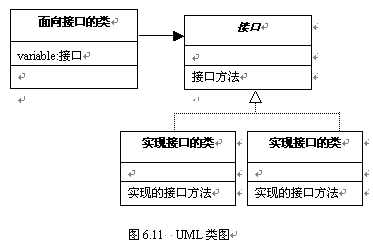 面向接口的类
接口
variable:接口
接口方法
实现接口的类
实现接口的类
实现的接口方法
实现的接口方法
图 6.11 UML 类图